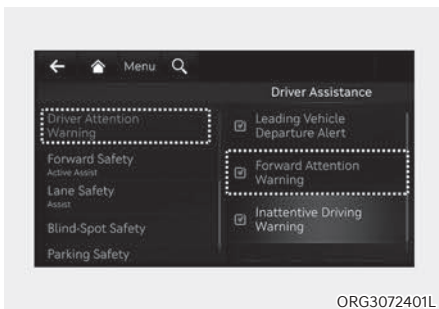 Menu
Driver Assistance
Driver Attention
Warning
Forward Safety
Active Assist
Lane Safety
Assist
Blind-Spot Safety
Parking Safety
Leading Vehicle
Departure Alert
Forward Attention
Warning
Inattentive Driving
Warning
ORG3072401L